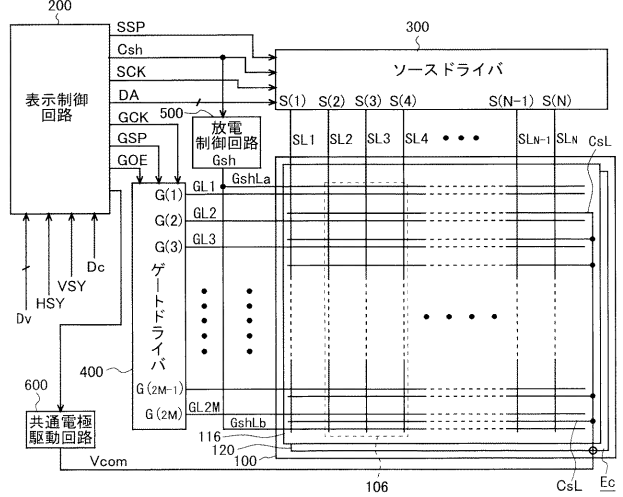 200
SSP
300
Csh
SCK
ソースドライバ
表示制御
回路
DA
S(1)
S(2)
S(3)
S(4)
S(N-1)
S(N)
500
GCK
放電
制御回路
GSP
SL1
SL2
SL3
SL4
SLN-1
SLN
CsL
GOE
Gsh
GshLa
G(1)
GL1
G(2)
GL2
G(3)
GL3
Dc
VSY
HSY
Dv
ゲートドライバ
400
600
G(2M-1)
G(2M)
GL2M
共通電極
駆動回路
GshLb
116
120
100
Vcom
106
CsL
Ec